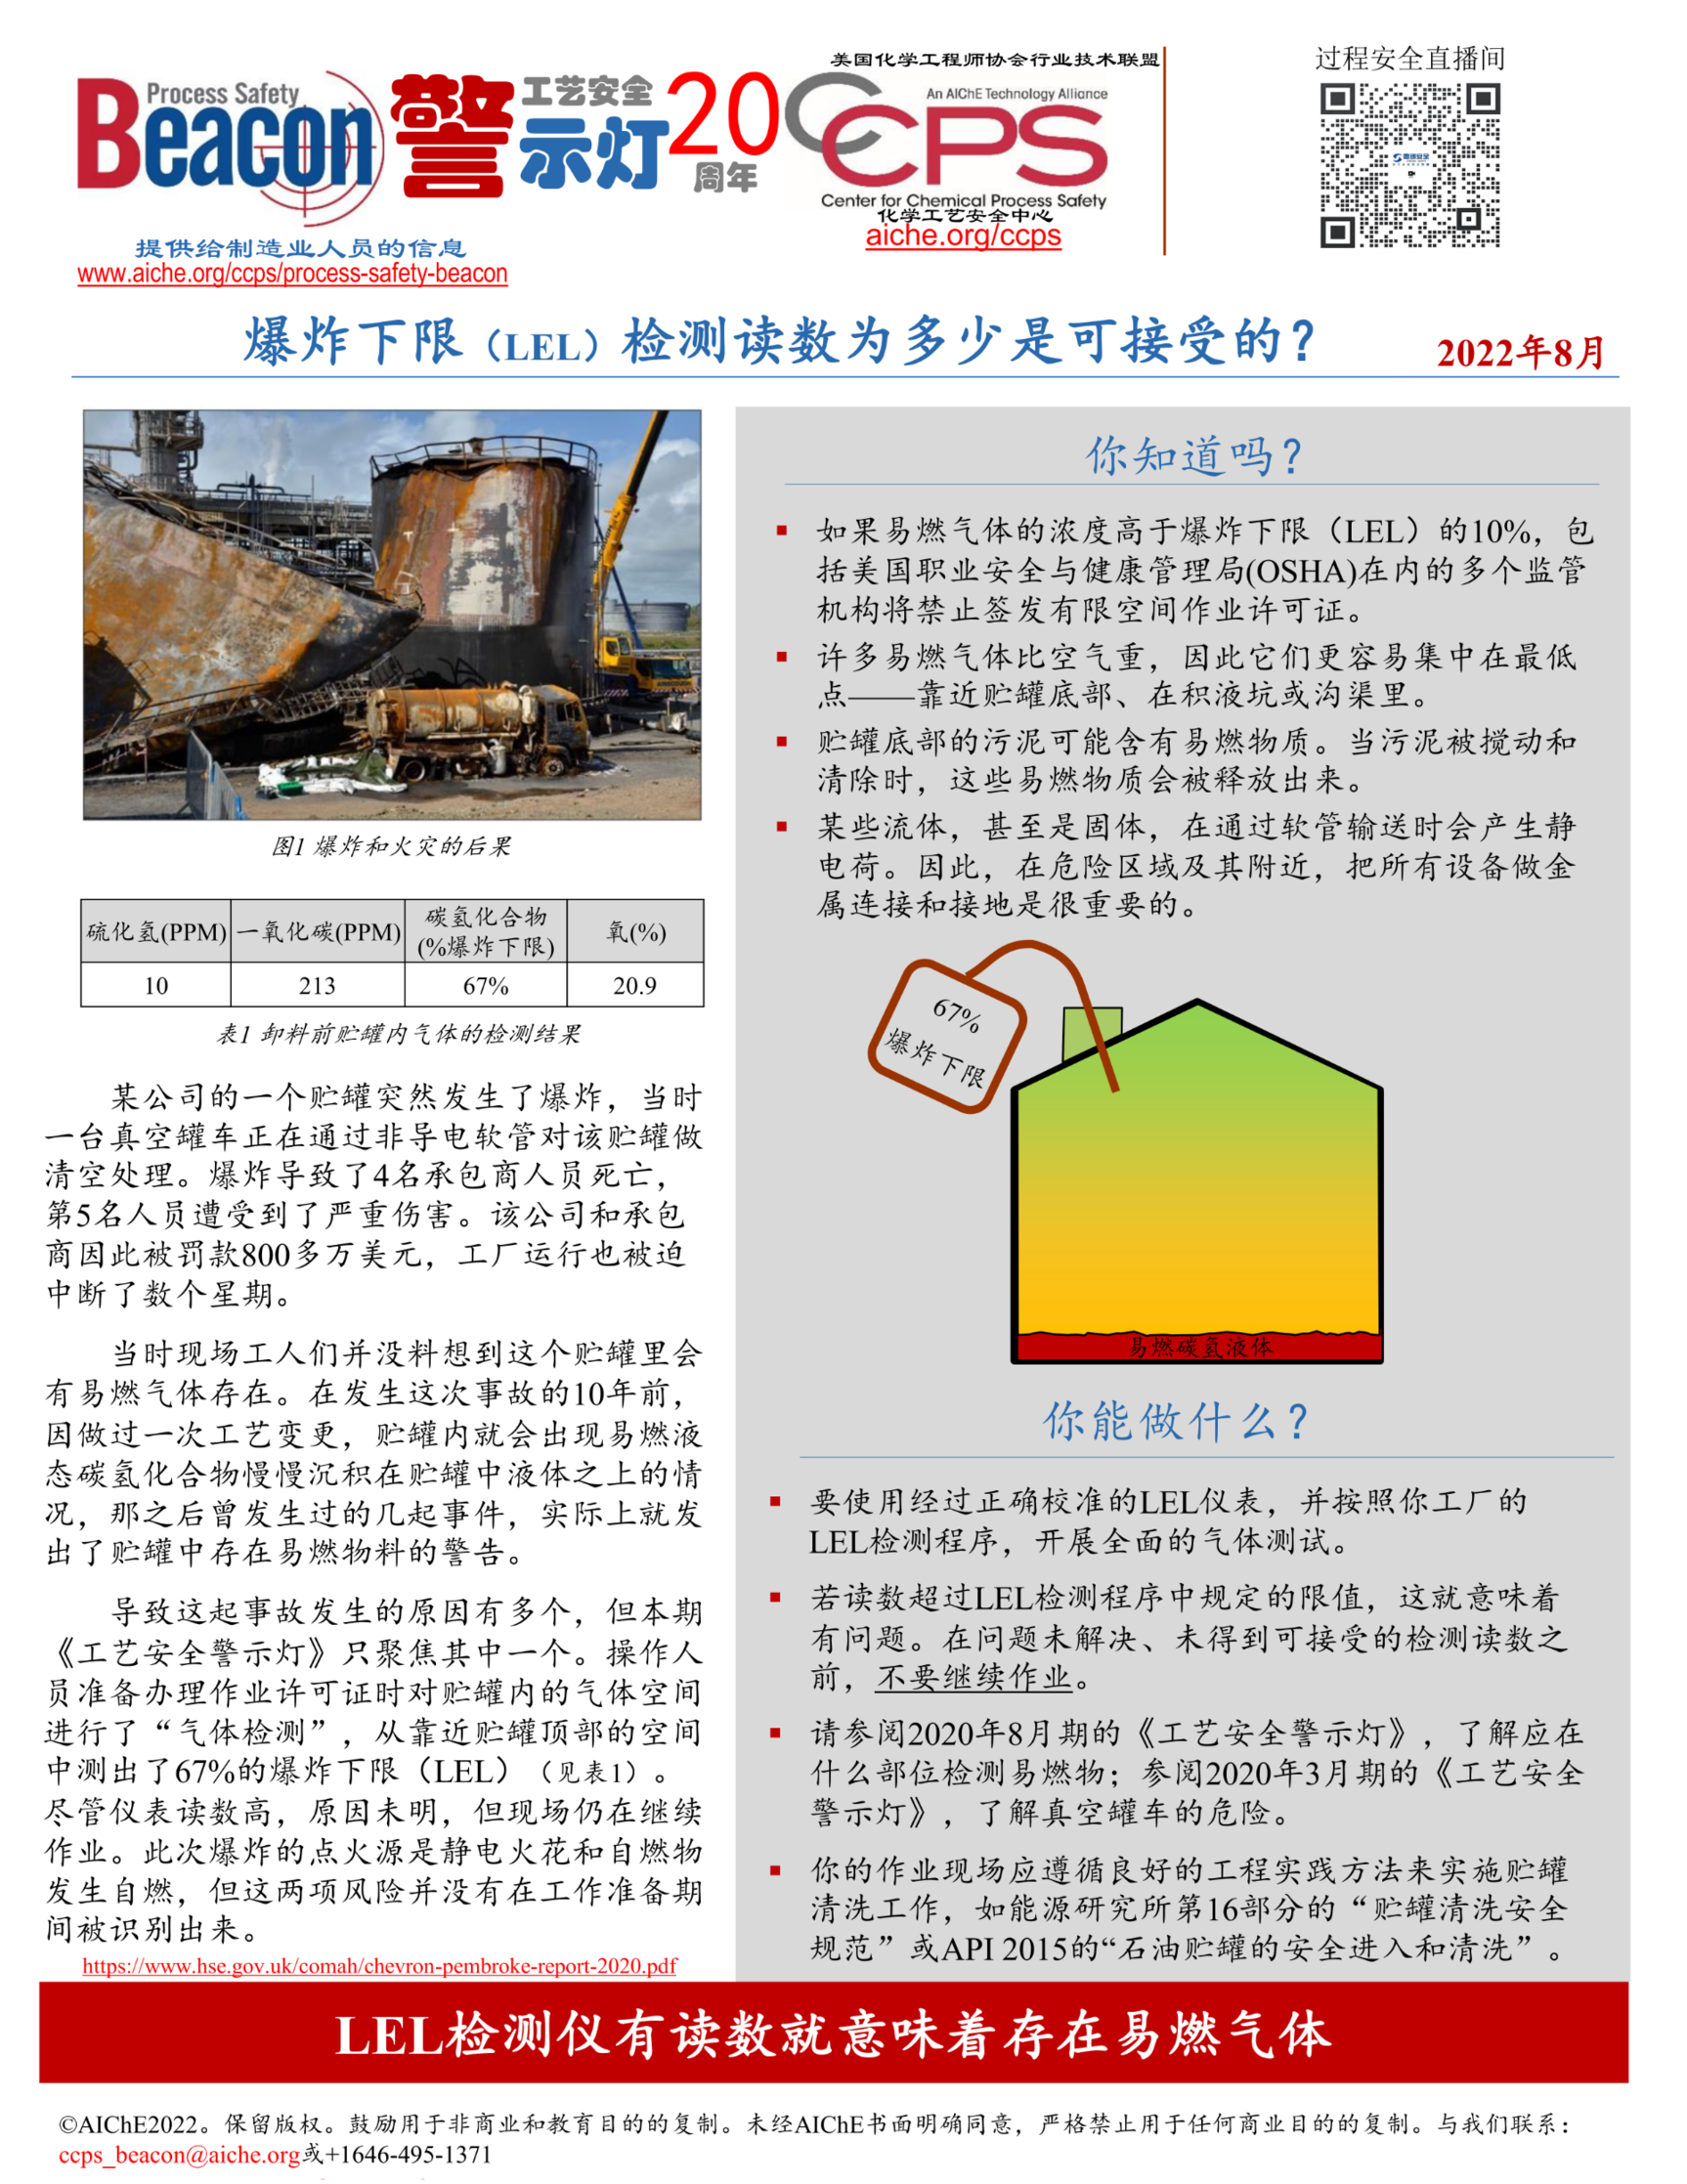 Process Safety
Beacon
警
工艺安全
示灯
20
周年
提供给制造业人员的信息
www.aiche.org/ccps/process-safety-beacon
美国化学工程师协会行业技术联盟
An AIChE Technology Alliance
CCPS
Center for Chemical Process Safety
化学工艺安全中心
aiche.org/ccps
过程安全直播间
爆炸下限（LEL）检测读数为多少是可接受的？
2022年8月
图1 爆炸和火灾的后果
硫化氢(PPM) 一氧化碳(PPM) 碳氢化合物(%爆炸下限) 氧(%)
10 213 67% 20.9
表1 卸料前贮罐内气体的检测结果
某公司的一个贮罐突然发生了爆炸，当时
一台真空罐车正在通过非导电软管对该贮罐做
清空处理。爆炸导致了4名承包商人员死亡，
第5名人员遭受到了严重伤害。该公司和承包
商因此被罚款800多万美元，工厂运行也被迫
中断了数个星期。
当时现场工人们并没料想到这个贮罐里会
有易燃气体存在。在发生这次事故的10年前，
因做过一次工艺变更，贮罐内就会出现易燃液
态碳氢化合物慢慢沉积在贮罐中液体之上的情
况，那之后曾发生过的几起事件，实际上就发
出了贮罐中存在易燃物料的警告。
导致这起事故发生的原因有多个，但本期
《工艺安全警示灯》只聚焦其中一个。操作人
员准备办理作业许可证时对贮罐内的气体空间
进行了“气体检测”，从靠近贮罐顶部的空间
中测出了67%的爆炸下限（LEL）（见表1）。
尽管仪表读数高，原因未明，但现场仍在继续
作业。此次爆炸的点火源是静电火花和自燃物
发生自燃，但这两项风险并没有在工作准备期
间被识别出来。
https://www.hse.gov.uk/comah/chevron-pembroke-report-2020.pdf
你知道吗？
▪ 如果易燃气体的浓度高于爆炸下限（LEL）的10%，包
括美国职业安全与健康管理局(OSHA)在内的多个监管
机构将禁止签发有限空间作业许可证。
▪ 许多易燃气体比空气重，因此它们更容易集中在最低
点——靠近贮罐底部、在积液坑或沟渠里。
▪ 贮罐底部的污泥可能含有易燃物质。当污泥被搅动和
清除时，这些易燃物质会被释放出来。
▪ 某些流体，甚至是固体，在通过软管输送时会产生静
电荷。因此，在危险区域及其附近，把所有设备做金
属连接和接地是很重要的。
67%
爆炸下限
易燃碳氢液体
你能做什么？
▪ 要使用经过正确校准的LEL仪表，并按照你工厂的
LEL检测程序，开展全面的气体测试。
▪ 若读数超过LEL检测程序中规定的限值，这就意味着
有问题。在问题未解决、未得到可接受的检测读数之
前，不要继续作业。
▪ 请参阅2020年8月期的《工艺安全警示灯》，了解应在
什么部位检测易燃物；参阅2020年3月期的《工艺安全
警示灯》，了解真空罐车的危险。
▪ 你的作业现场应遵循良好的工程实践方法来实施贮罐
清洗工作，如能源研究所第16部分的“贮罐清洗安全
规范”或API 2015的“石油贮罐的安全进入和清洗”。
LEL检测仪有读数就意味着存在易燃气体
©AIChE2022。保留版权。鼓励用于非商业和教育目的的复制。未经AIChE书面明确同意，严格禁止用于任何商业目的的复制。与我们联系：
ccps_beacon@aiche.org或+1646-495-1371